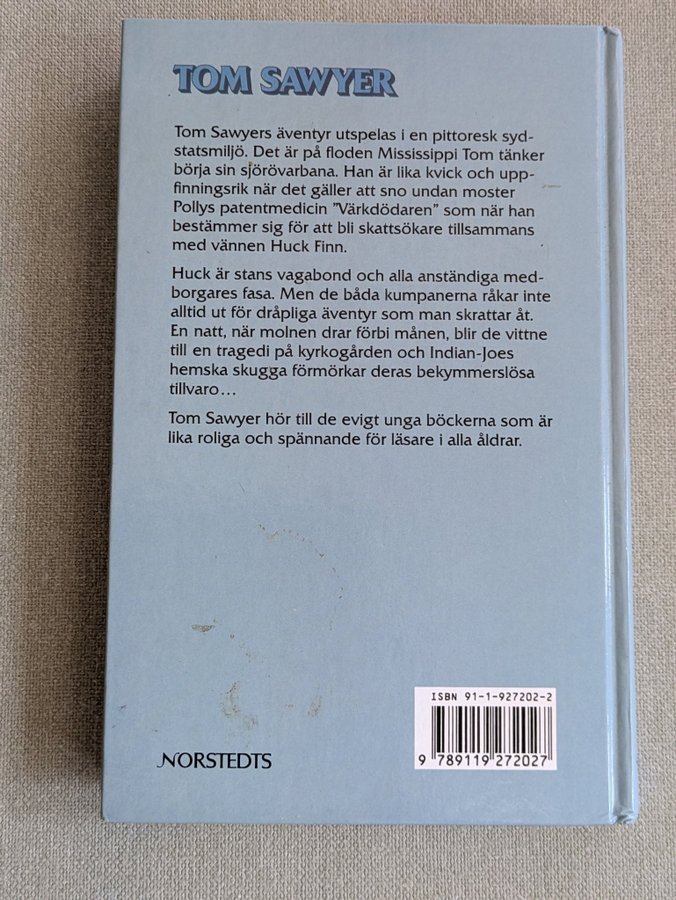 TOM SAWYER
Tom Sawyers äventyr utspelas i en pittoresk syd-
statsmiljö. Det är på floden Mississippi Tom tänker
börja sin sjörövarbana. Han är lika kvick och upp-
finningsrik när det gäller att sno undan moster
Pollys patentmedicin ”Värkdödaren” som när han
bestämmer sig för att bli skattsökare tillsammans
med vännen Huck Finn.
Huck är stans vagabond och alla anständiga med-
borgares fasa. Men de båda kumpanerna råkar inte
alltid ut för dråpliga äventyr som man skrattar åt.
En natt, när molnen drar förbi månen, blir de vittne
till en tragedi på kyrkogården och Indian-Joes
hemska skugga förmörkar deras bekymmerslösa
tillvaro...
Tom Sawyer hör till de evigt unga böckerna som är
lika roliga och spännande för läsare i alla åldrar.
ISBN 91-1-927202-2
9 789119 272027
NORSTEDTS